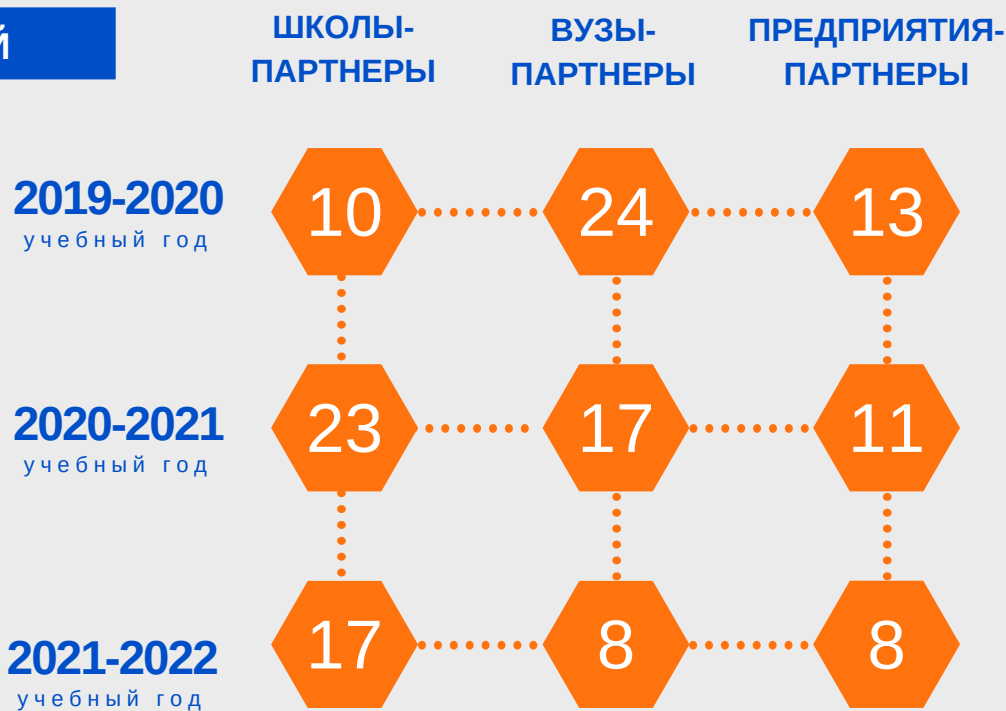 Й
ШКОЛЫ-
ПАРТНЕРЫ
ВУЗЫ-
ПАРТНЕРЫ
ПРЕДПРИЯТИЯ-
ПАРТНЕРЫ
2019-2020
учебный год
10
24
13
2020-2021
учебный год
23
17
11
2021-2022
учебный год
17
8
8